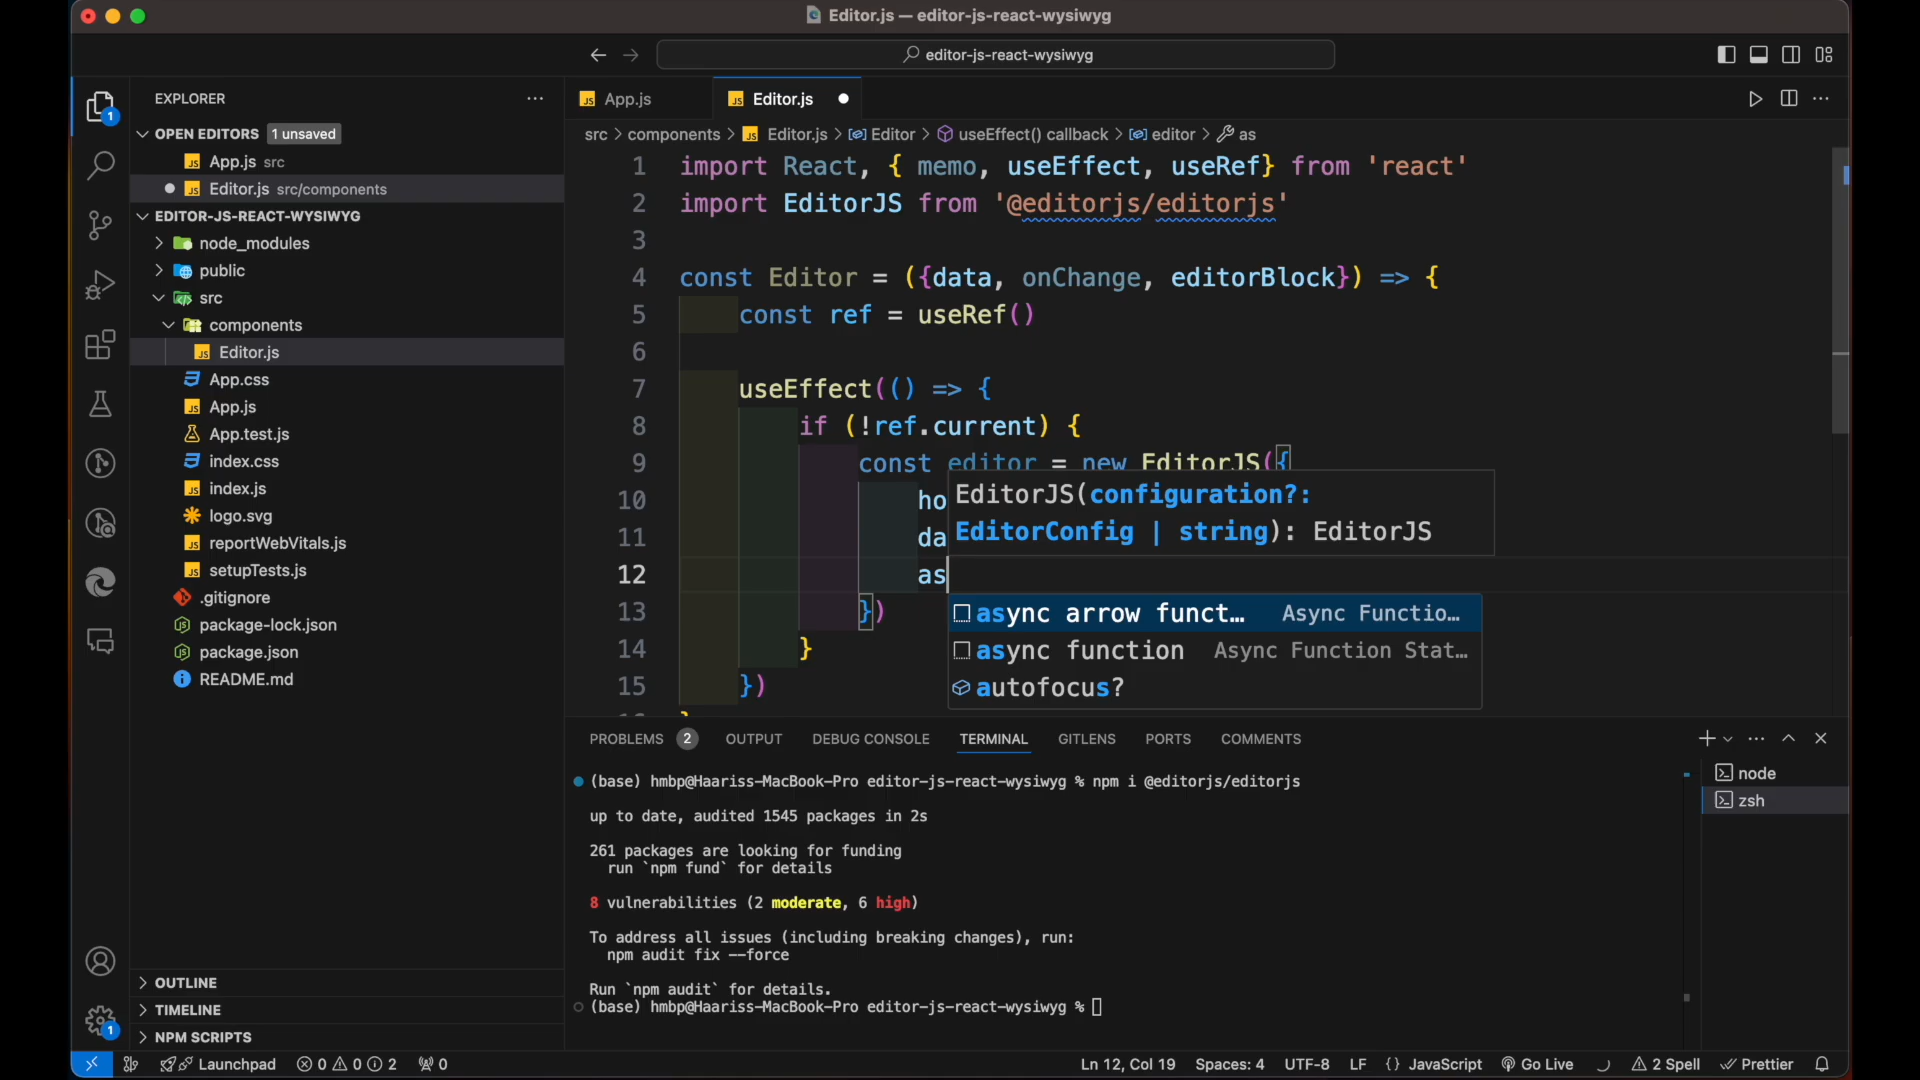 Editor.js — editor-js-react-wysiwyg
editor-js-react-wysiwyg
EXPLORER
OPEN EDITORS 1 unsaved
App.js src
Editor.js src/components
EDITOR-JS-REACT-WYSIWYG
node_modules
public
src
components
Editor.js
App.css
App.js
App.test.js
index.css
index.js
logo.svg
reportWebVitals.js
setupTests.js
.gitignore
package-lock.json
package.json
README.md
OUTLINE
TIMELINE
NPM SCRIPTS
1
1
App.js
Editor.js
src > components > Editor.js > Editor > useEffect() callback > editor > as
1 import React, { memo, useEffect, useRef} from 'react'
2 import EditorJS from '@editorjs/editorjs'
3
4 const Editor = ({data, onChange, editorBlock}) => {
5 const ref = useRef()
6
7 useEffect(() => {
8 if (!ref.current) {
9 const editor = new EditorJS({
10 ho
11 da
12 as
13 })
14 }
15 })
EditorJS(configuration?:
EditorConfig | string): EditorJS
async arrow funct… Async Functio…
async function Async Function Stat…
autofocus?
PROBLEMS 2 OUTPUT DEBUG CONSOLE TERMINAL GITLENS PORTS COMMENTS
(base) hmbp@Haariss-MacBook-Pro editor-js-react-wysiwyg % npm i @editorjs/editorjs
up to date, audited 1545 packages in 2s
261 packages are looking for funding
run `npm fund` for details
8 vulnerabilities (2 moderate, 6 high)
To address all issues (including breaking changes), run:
npm audit fix --force
Run `npm audit` for details.
(base) hmbp@Haariss-MacBook-Pro editor-js-react-wysiwyg %
node
zsh
Launchpad 0 0 2 0 Ln 12, Col 19 Spaces: 4 UTF-8 LF {} JavaScript Go Live 2 Spell Prettier